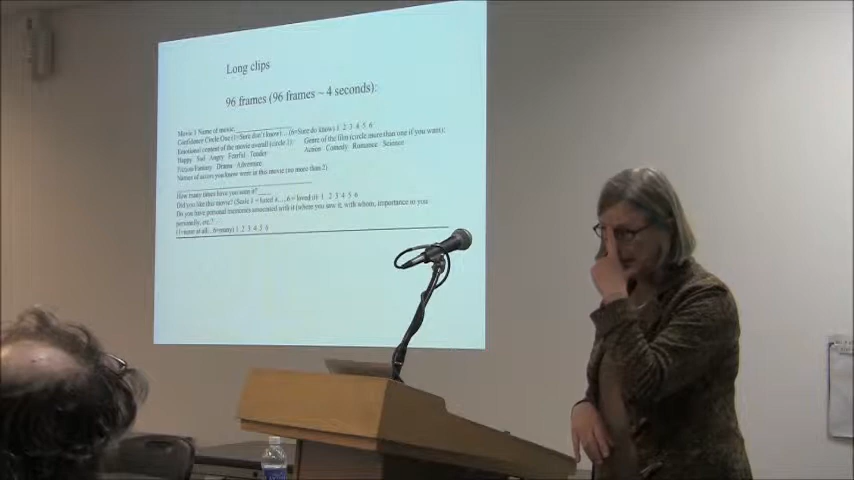 Long clips
96 frames (96 frames ~ 4 seconds):
Movie 1 Name of movie:
Confidence Circle One (1=Sure don't know)... (6=Sure do know) 1 2 3 4 5 6
Emotional content of the movie overall (circle 1): Genre of the film (circle more than one if you want):
Happy Sad Angry Fearful Tender Action Comedy Romance Science
Fiction/Fantasy Drama Adventure
Names of actors you knew were in this movie (no more than 2):
How many times have you seen it?
Did you like this movie? (Scale 1 = hated it,... 6 = loved it) 1 2 3 4 5 6
Do you have personal memories associated with it (where you saw it, with whom, importance to you
personally, etc.?
(1=none at all...6=many) 1 2 3 4 5 6